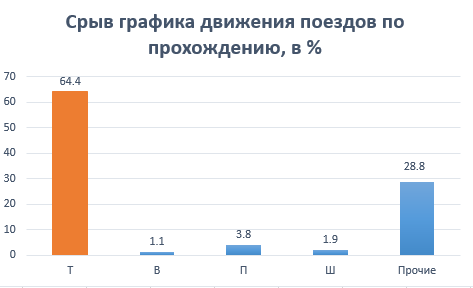 Срыв графика движения поездов по
прохождению, в %
70
60
50
40
30
20
10
0
64.4
1.1
3.8
1.9
28.8
Т
В
П
Ш
Прочие